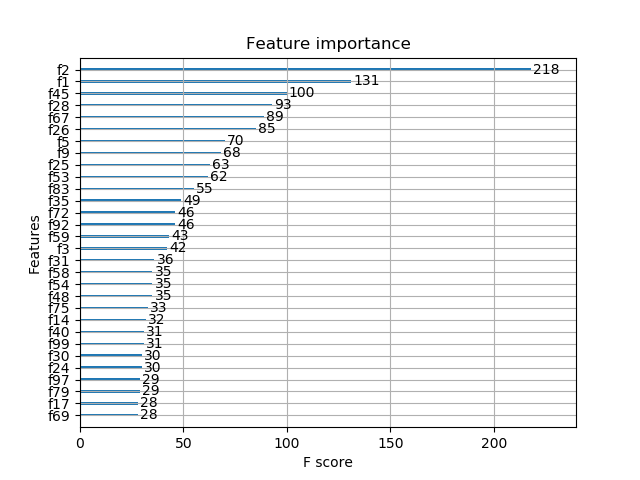 Feature importance
Features
f2 218
f1 131
f45 100
f28 93
f67 89
f26 85
f5 70
f9 68
f25 63
f53 62
f83 55
f35 49
f72 46
f92 46
f59 43
f3 42
f31 36
f58 35
f54 35
f48 35
f75 33
f14 32
f40 31
f99 31
f30 30
f24 30
f97 29
f79 29
f17 28
f69 28
0 50 100 150 200
F score